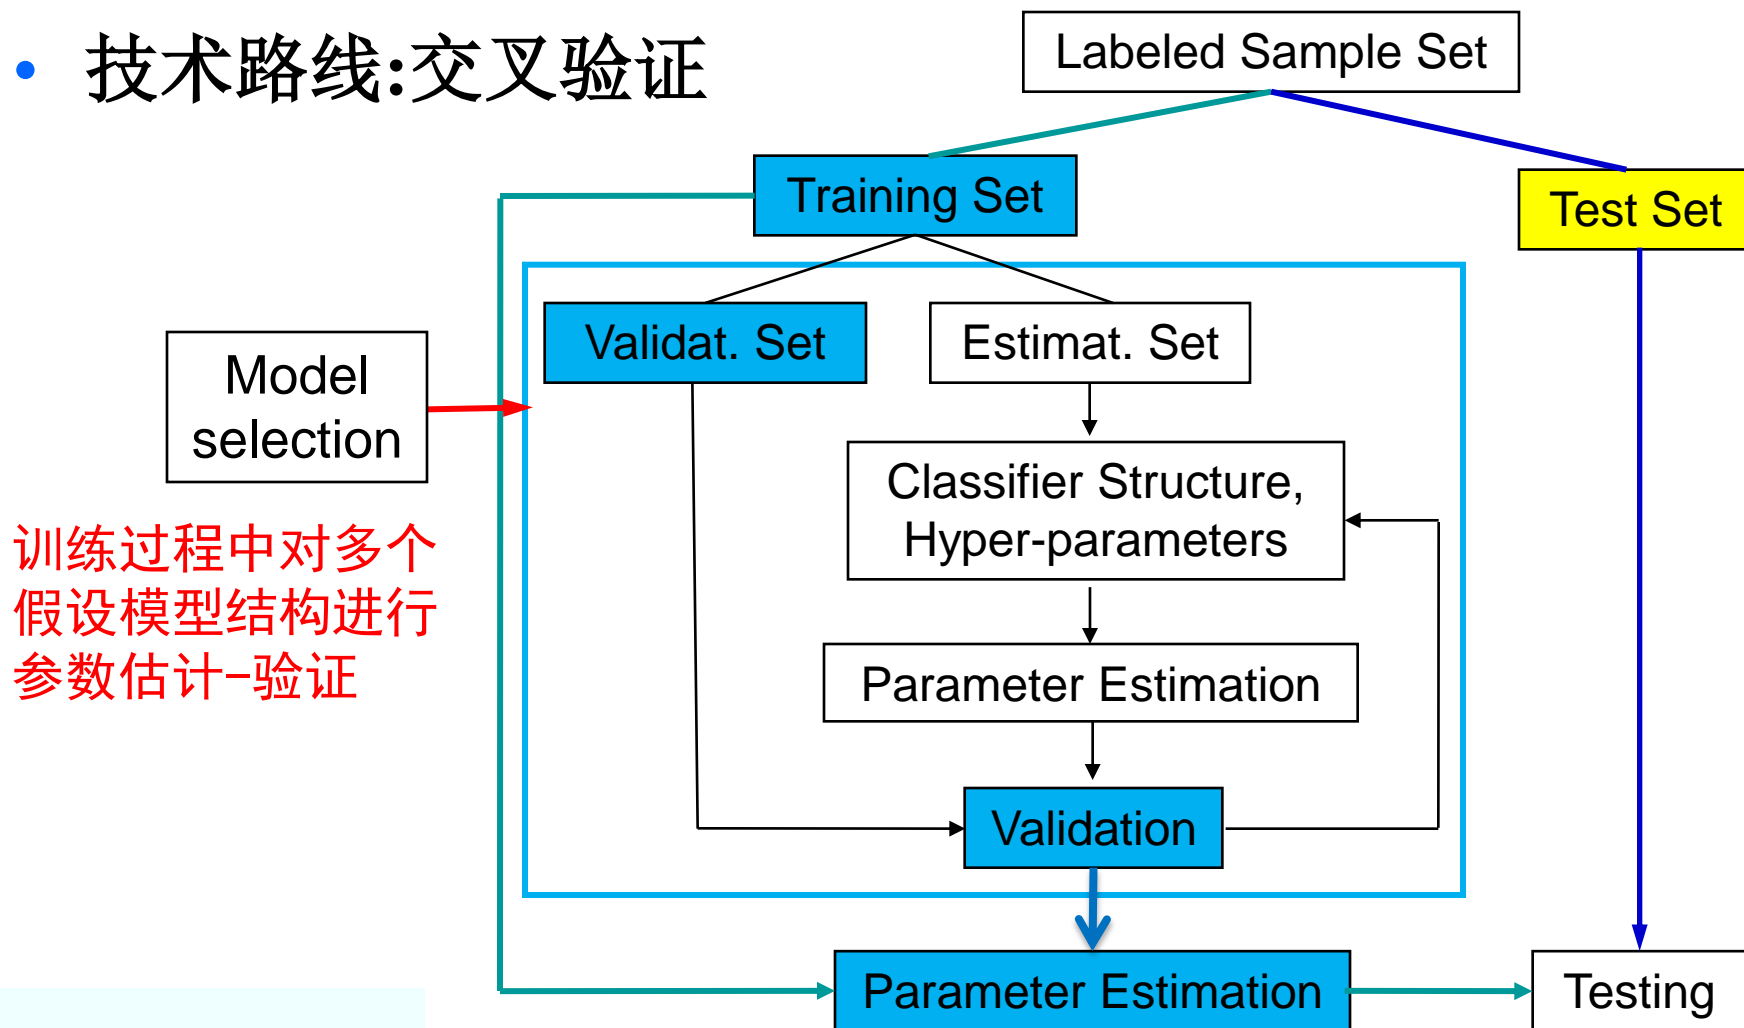 • 技术路线:交叉验证
Labeled Sample Set
Training Set
Test Set
Validat. Set
Estimat. Set
Model
selection
Classifier Structure,
Hyper-parameters
训练过程中对多个
假设模型结构进行
参数估计-验证
Parameter Estimation
Validation
Parameter Estimation
Testing